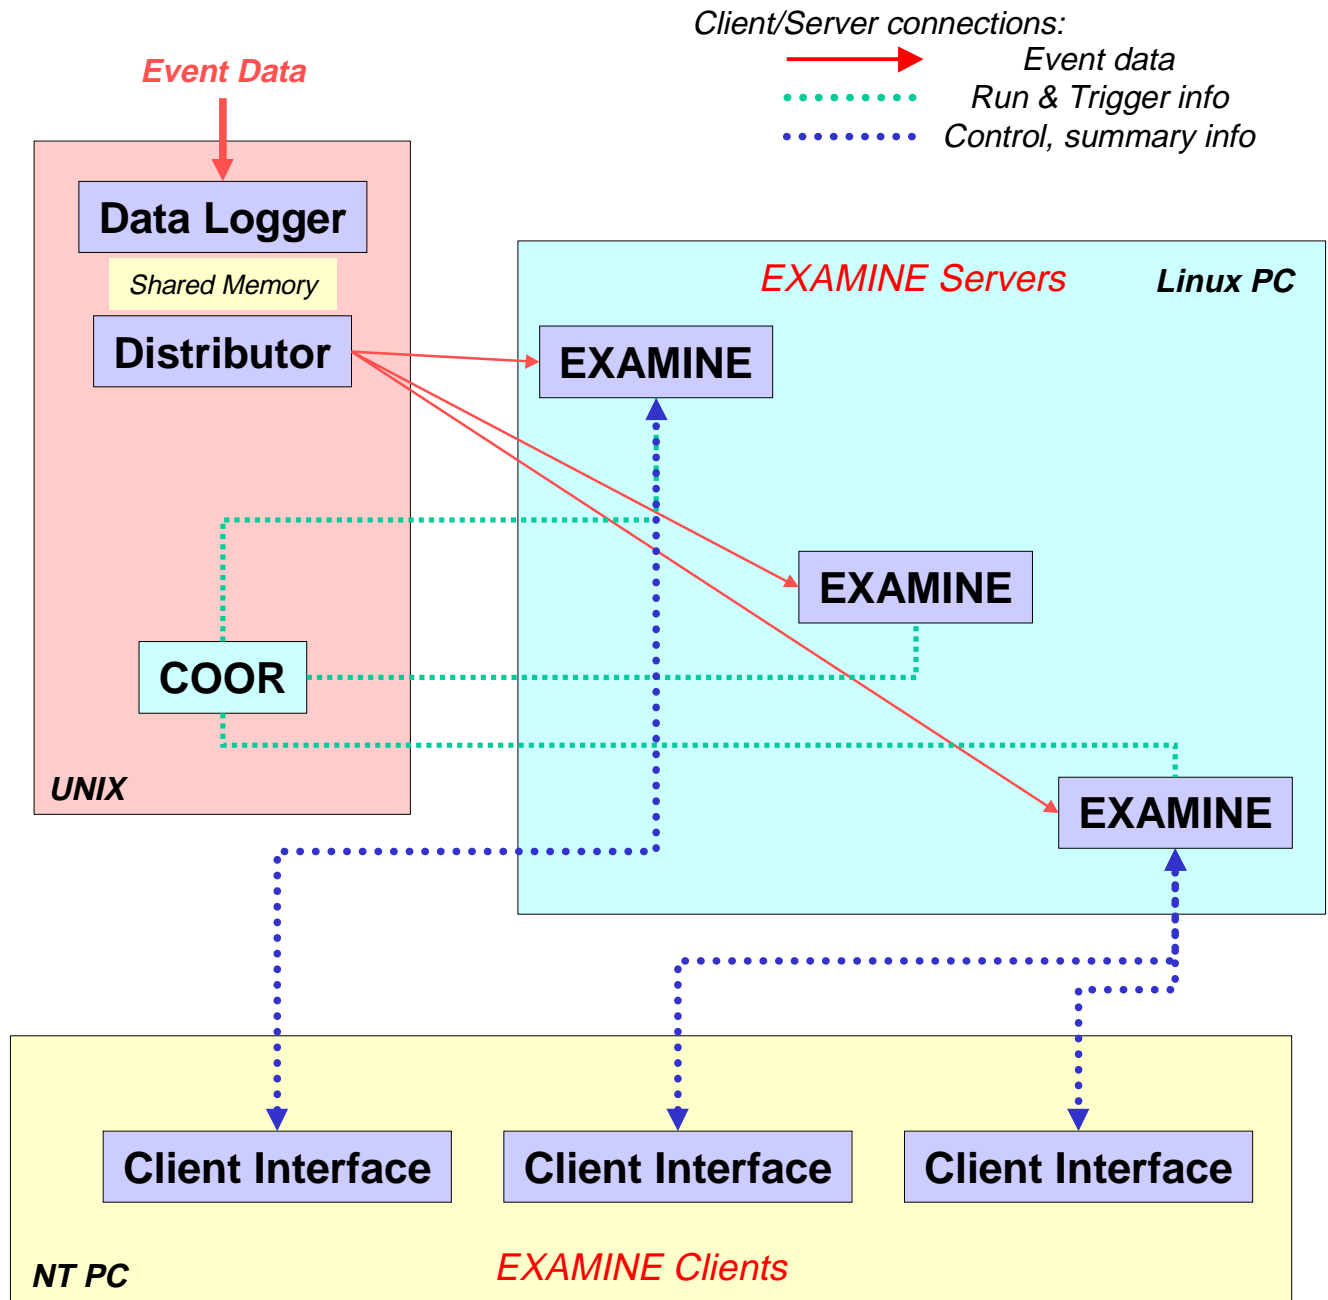 Client/Server connections:
Event data
Run & Trigger info
Control, summary info
Event Data
Data Logger
Shared Memory
Distributor
EXAMINE Servers
Linux PC
EXAMINE
EXAMINE
COOR
UNIX
EXAMINE
Client Interface
Client Interface
Client Interface
NT PC
EXAMINE Clients